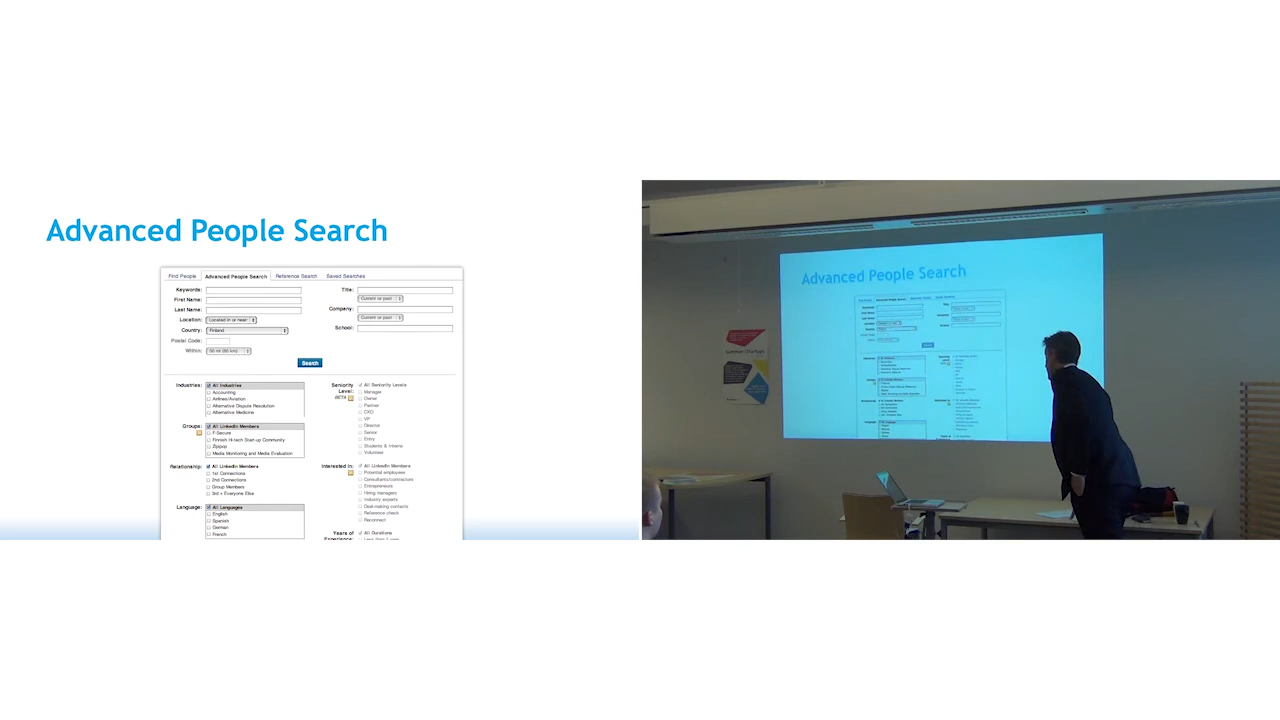 Advanced People Search
Find People Advanced People Search Reference Search Saved Searches
Keywords: Title:
First Name: Current or past
Last Name: Company:
Location: Located in or near: Current or past
Country: Finland School:
Postal Code:
Within: 50 mi (80 km)
Search
Industries: All Industries
Accounting
Airlines/Aviation
Alternative Dispute Resolution
Alternative Medicine
Groups: All LinkedIn Members
F-Secure
Finnish Hi-tech Start-up Community
Zipipop
Media Monitoring and Media Evaluation
Relationship: All LinkedIn Members
1st Connections
2nd Connections
Group Members
3rd + Everyone Else
Language: All Languages
English
Spanish
German
French
Seniority Level: All Seniority Levels
BETA
Manager
Owner
Partner
CXO
VP
Director
Senior
Entry
Students & Interns
Volunteer
Interested In: All LinkedIn Members
Potential employees
Consultants/contractors
Entrepreneurs
Hiring managers
Industry experts
Deal-making contacts
Reference check
Reconnect
Years of Experience: All Durations
Advanced People Search